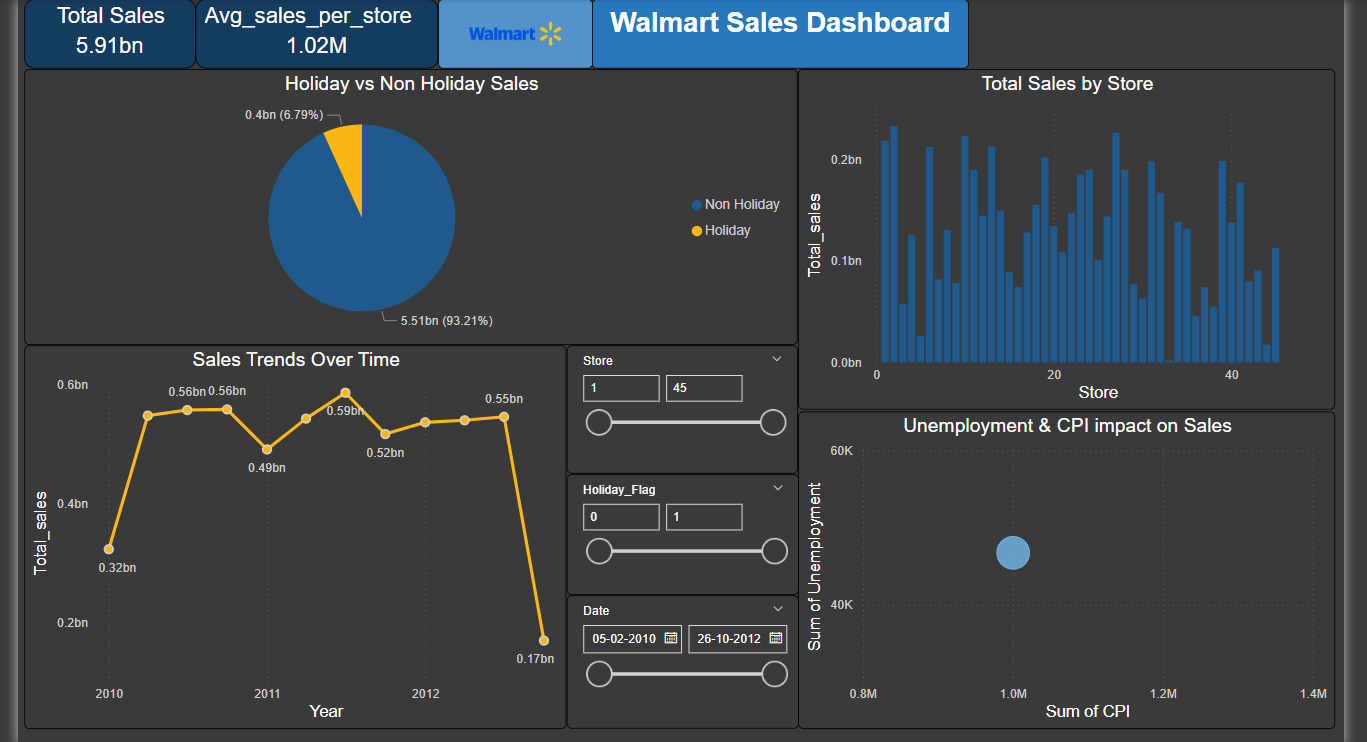 Total Sales
5.91bn
Avg_sales_per_store
1.02M
Walmart
Walmart Sales Dashboard
Holiday vs Non Holiday Sales
0.4bn (6.79%)
5.51bn (93.21%)
Non Holiday
Holiday
Total Sales by Store
Total_sales
0.2bn
0.1bn
0.0bn
0
20
40
Store
Sales Trends Over Time
Total_sales
0.6bn
0.4bn
0.2bn
0.32bn
0.56bn
0.56bn
0.49bn
0.59bn
0.52bn
0.55bn
0.17bn
2010
2011
2012
Year
Store
1
45
Holiday_Flag
0
1
Date
05-02-2010
26-10-2012
Unemployment & CPI impact on Sales
Sum of Unemployment
60K
40K
0.8M
1.0M
1.2M
1.4M
Sum of CPI